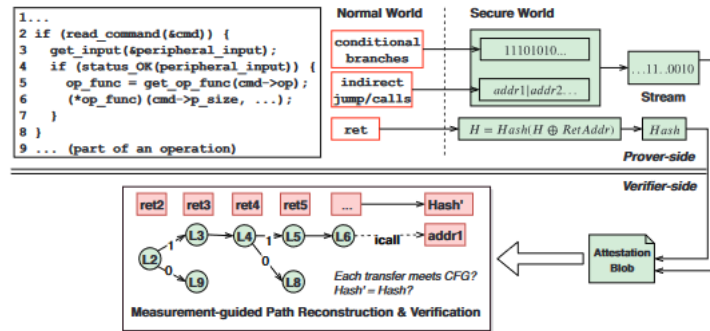 1...
2 if (read_command(&cmd)) {
3 get_input(&peripheral_input);
4 if (status_OK(peripheral_input)) {
5 op_func = get_op_func(cmd->op);
6 (*op_func)(cmd->p_size, ...);
7 }
8 }
9 ... (part of an operation)
Normal World
Secure World
conditional
branches
11101010...
indirect
jump/calls
addr1|addr2...
ret
H = Hash(H ⊕ RetAddr)
...11..0010
Stream
Hash
Prover-side
Verifier-side
ret2
ret3
ret4
ret5
...
Hash'
L2
1
L3
L4
1
L5
L6
icall
addr1
0
L9
0
L8
Each transfer meets CFG?
Hash' = Hash?
Measurement-guided Path Reconstruction & Verification
Attestation
Blob